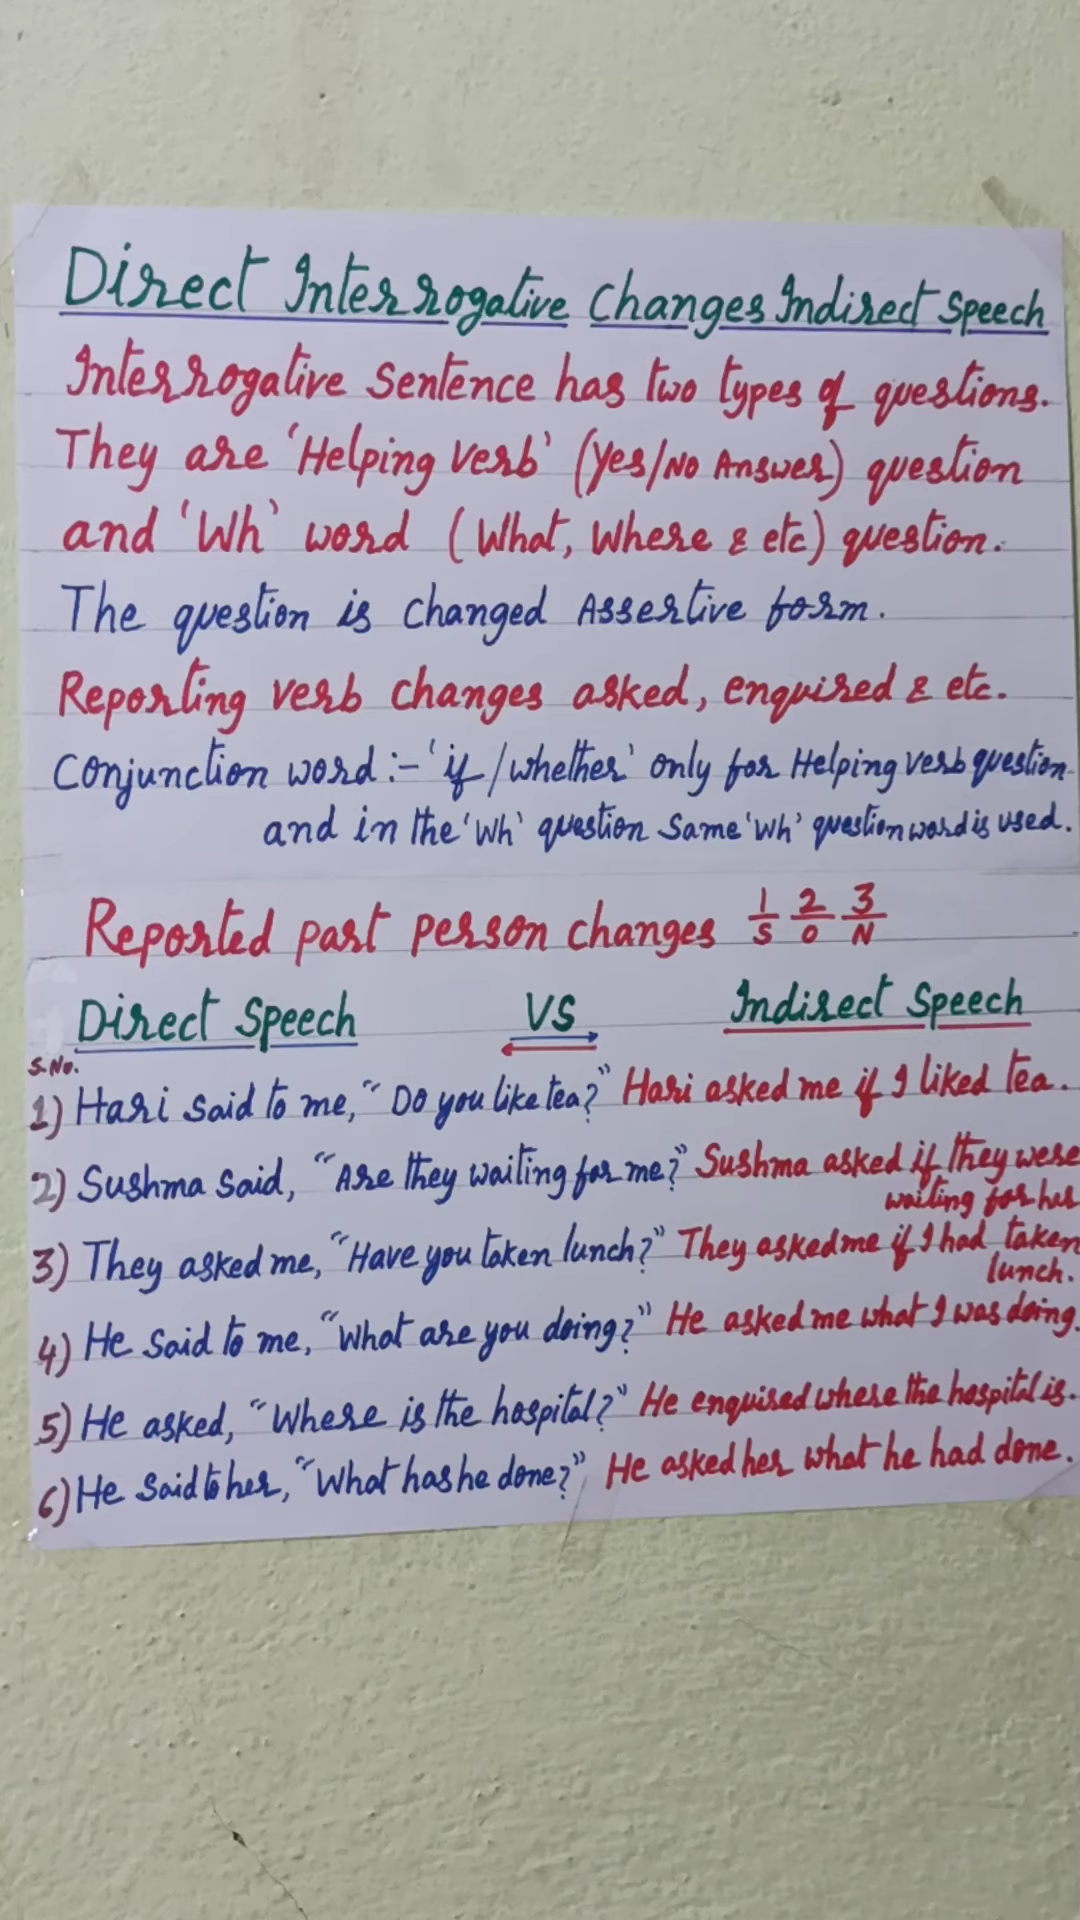 Direct Interrogative Changes Indirect Speech
Interrogative Sentence has two types of questions.
They are 'Helping Verb' (Yes/No Answer) question
and 'Wh' word (What, Where & etc) question.
The question is changed Assertive form.
Reporting verb changes asked, enquired & etc.
Conjunction word :- 'if/whether' only for Helping verb question
and in the 'Wh' question Same 'Wh' question word is used.
Reported part person changes 1/S 2/O 3/N
Direct Speech VS Indirect Speech
S.No.
1) Hari said to me, "Do you like tea?" Hari asked me if I liked tea.
2) Sushma said, "Are they waiting for me?" Sushma asked if they were
waiting for her
3) They asked me, "Have you taken lunch?" They asked me if I had taken
lunch.
4) He said to me, "What are you doing?" He asked me what I was doing.
5) He asked, "Where is the hospital?" He enquired where the hospital is.
6) He said to her, "What has he done?" He asked her what he had done.